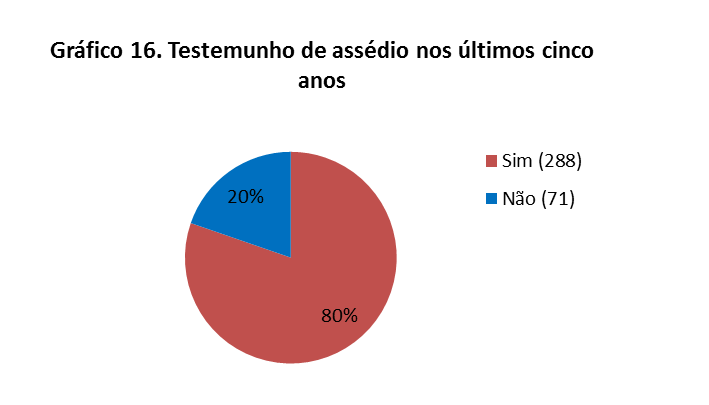 Gráfico 16. Testemunho de assédio nos últimos cinco
anos
Sim (288)
Não (71)
20%
80%